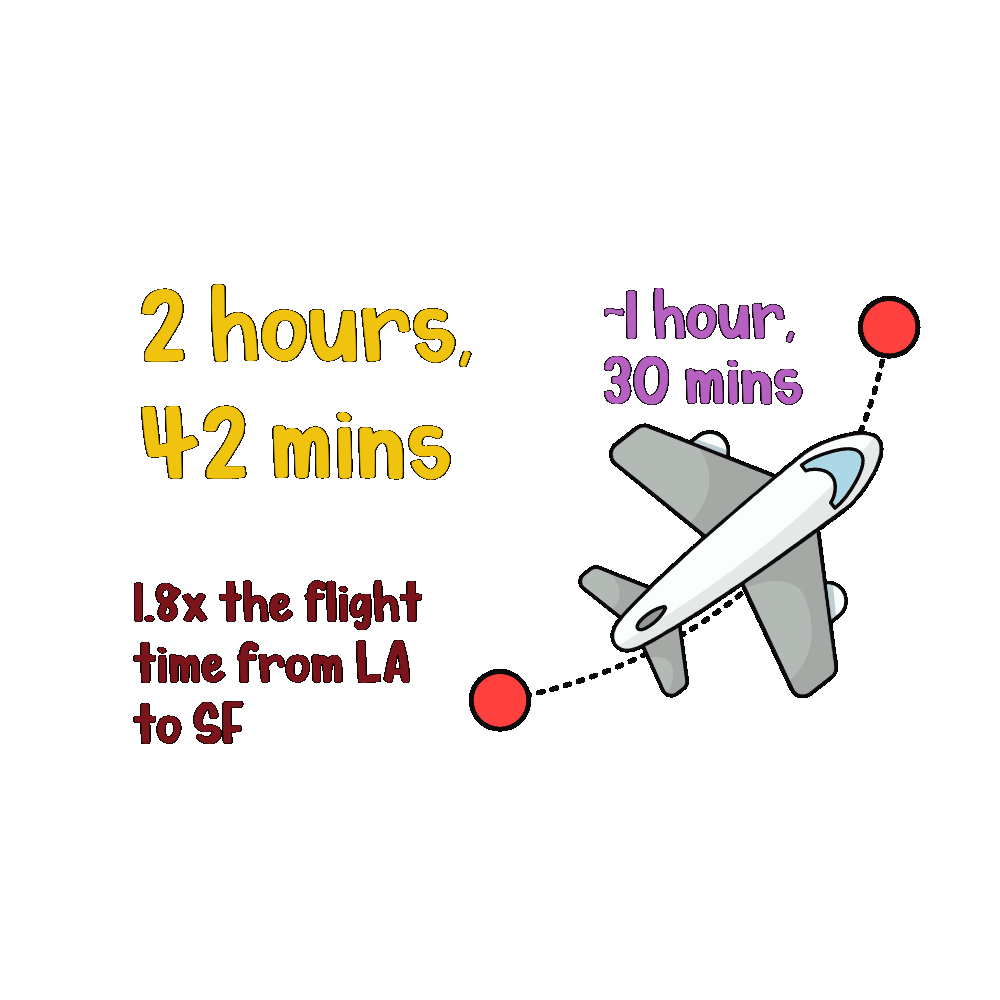 2 hours,
42 mins
~1 hour,
30 mins
1.8x the flight
time from LA
to SF